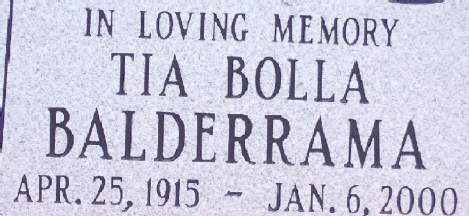 IN LOVING MEMORY
TIA BOLLA
BALDERRAMA
APR. 25, 1915 ~ JAN. 6, 2000